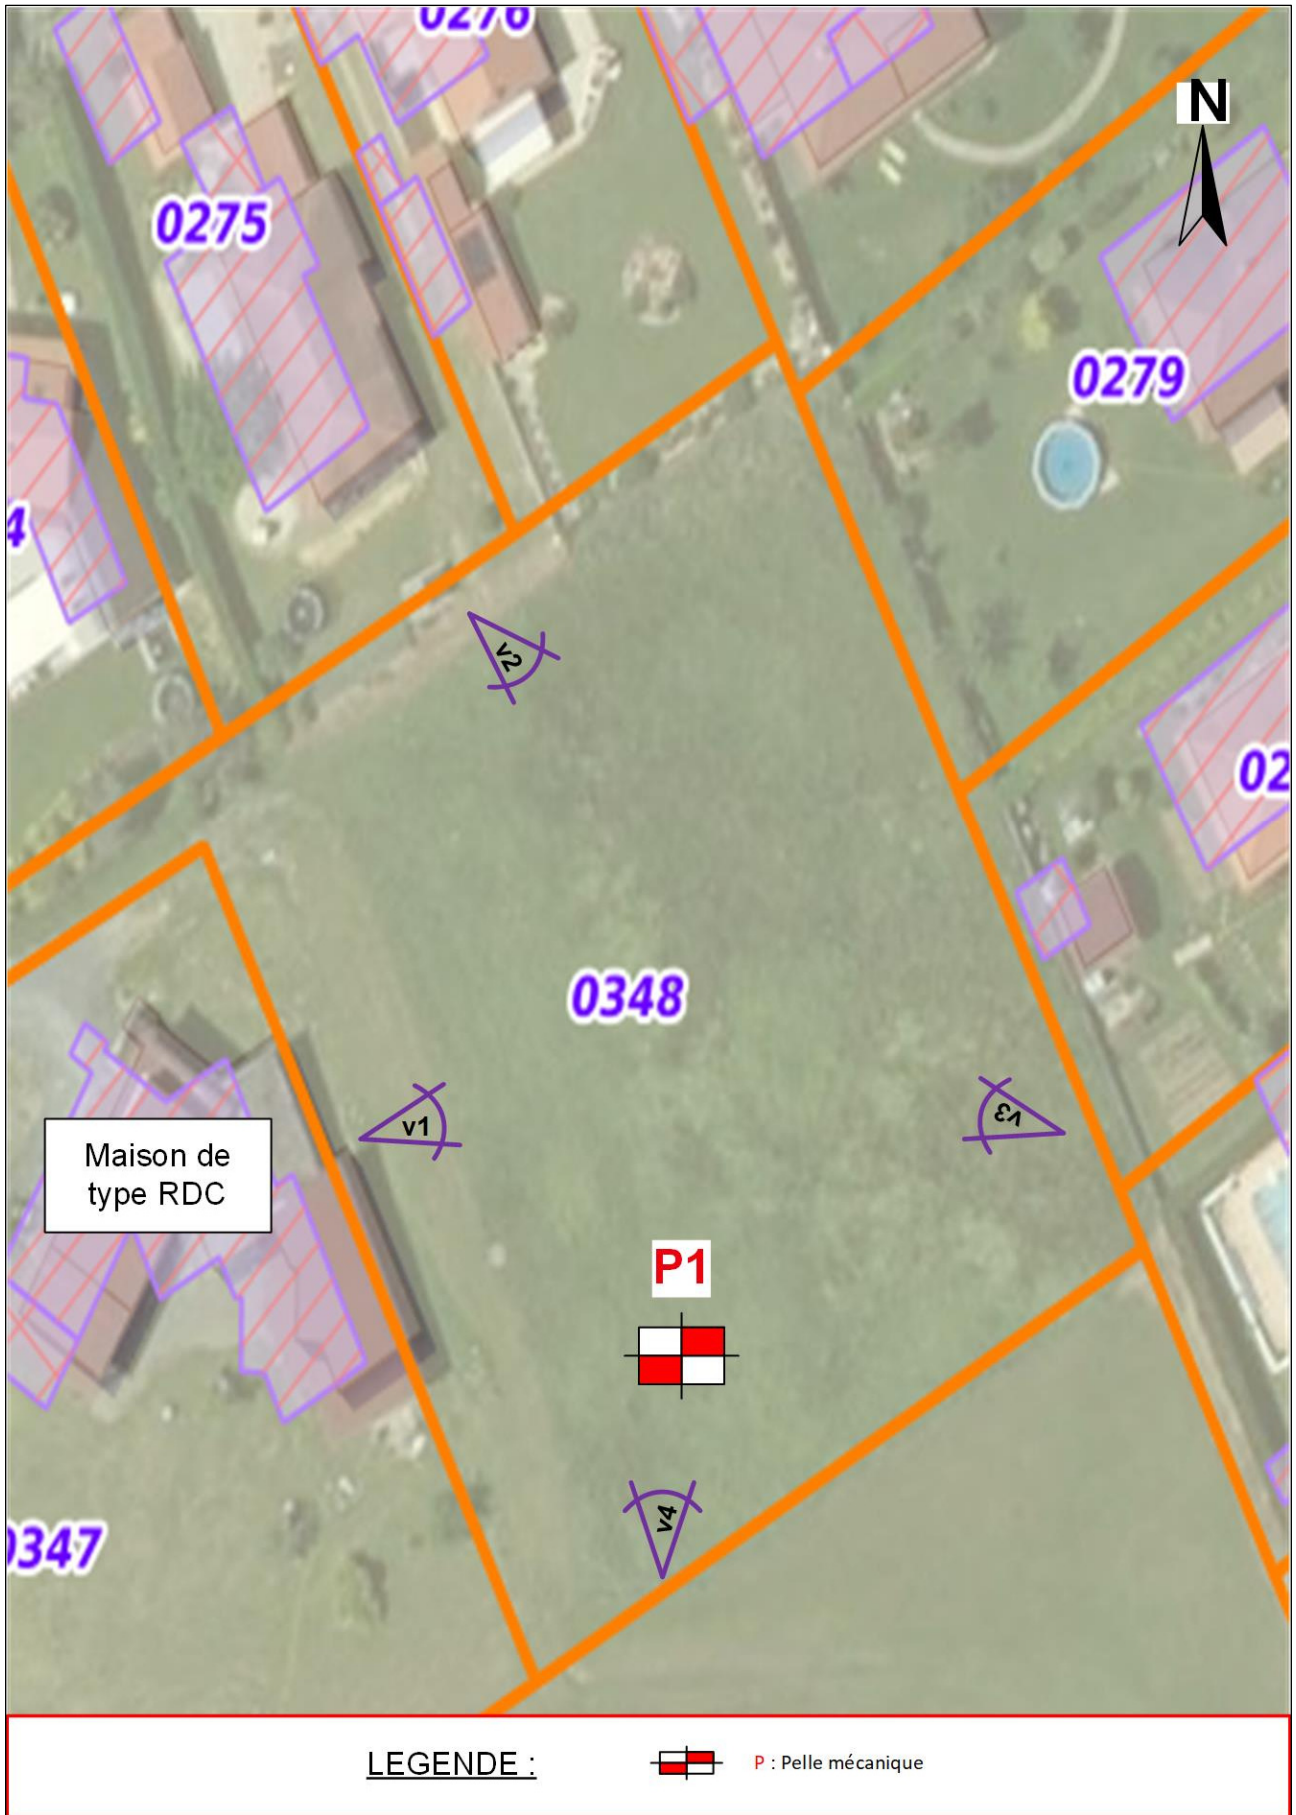 0276
N
0275
0279
4
v2
02
0348
v1
v3
Maison de
type RDC
P1
v4
0347
LEGENDE :
P : Pelle mécanique